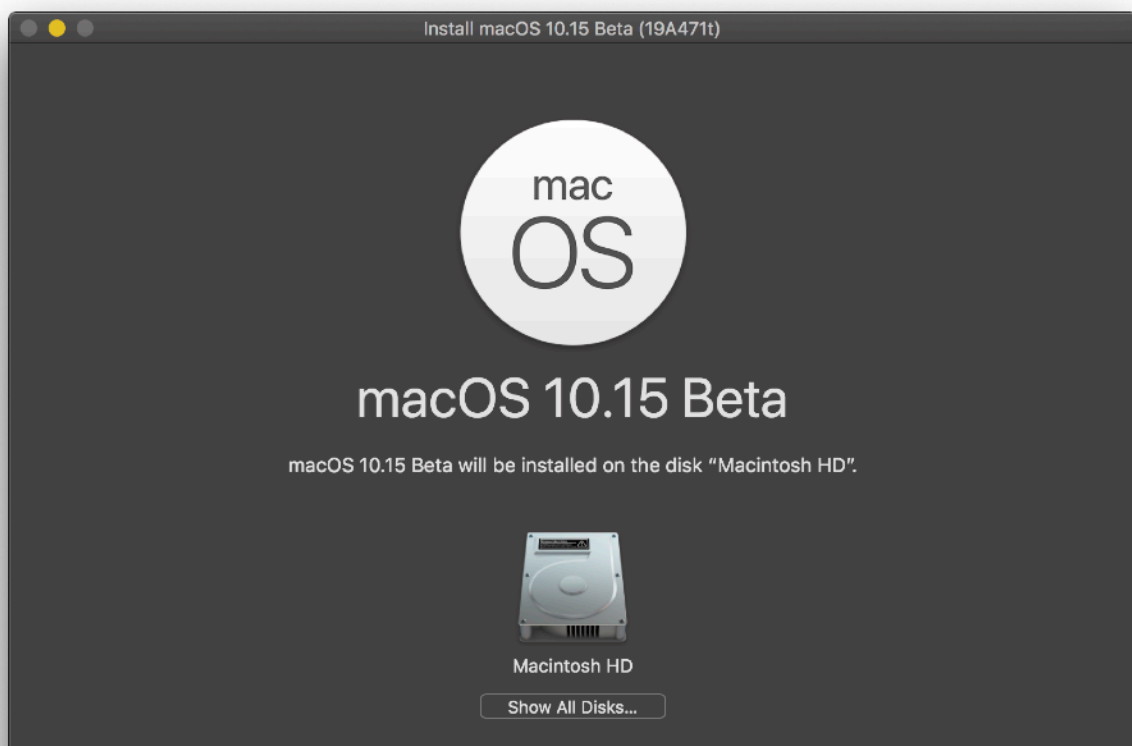 Install macOS 10.15 Beta (19A471t)
mac
OS
macOS 10.15 Beta
macOS 10.15 Beta will be installed on the disk “Macintosh HD”.
Macintosh HD
Show All Disks...